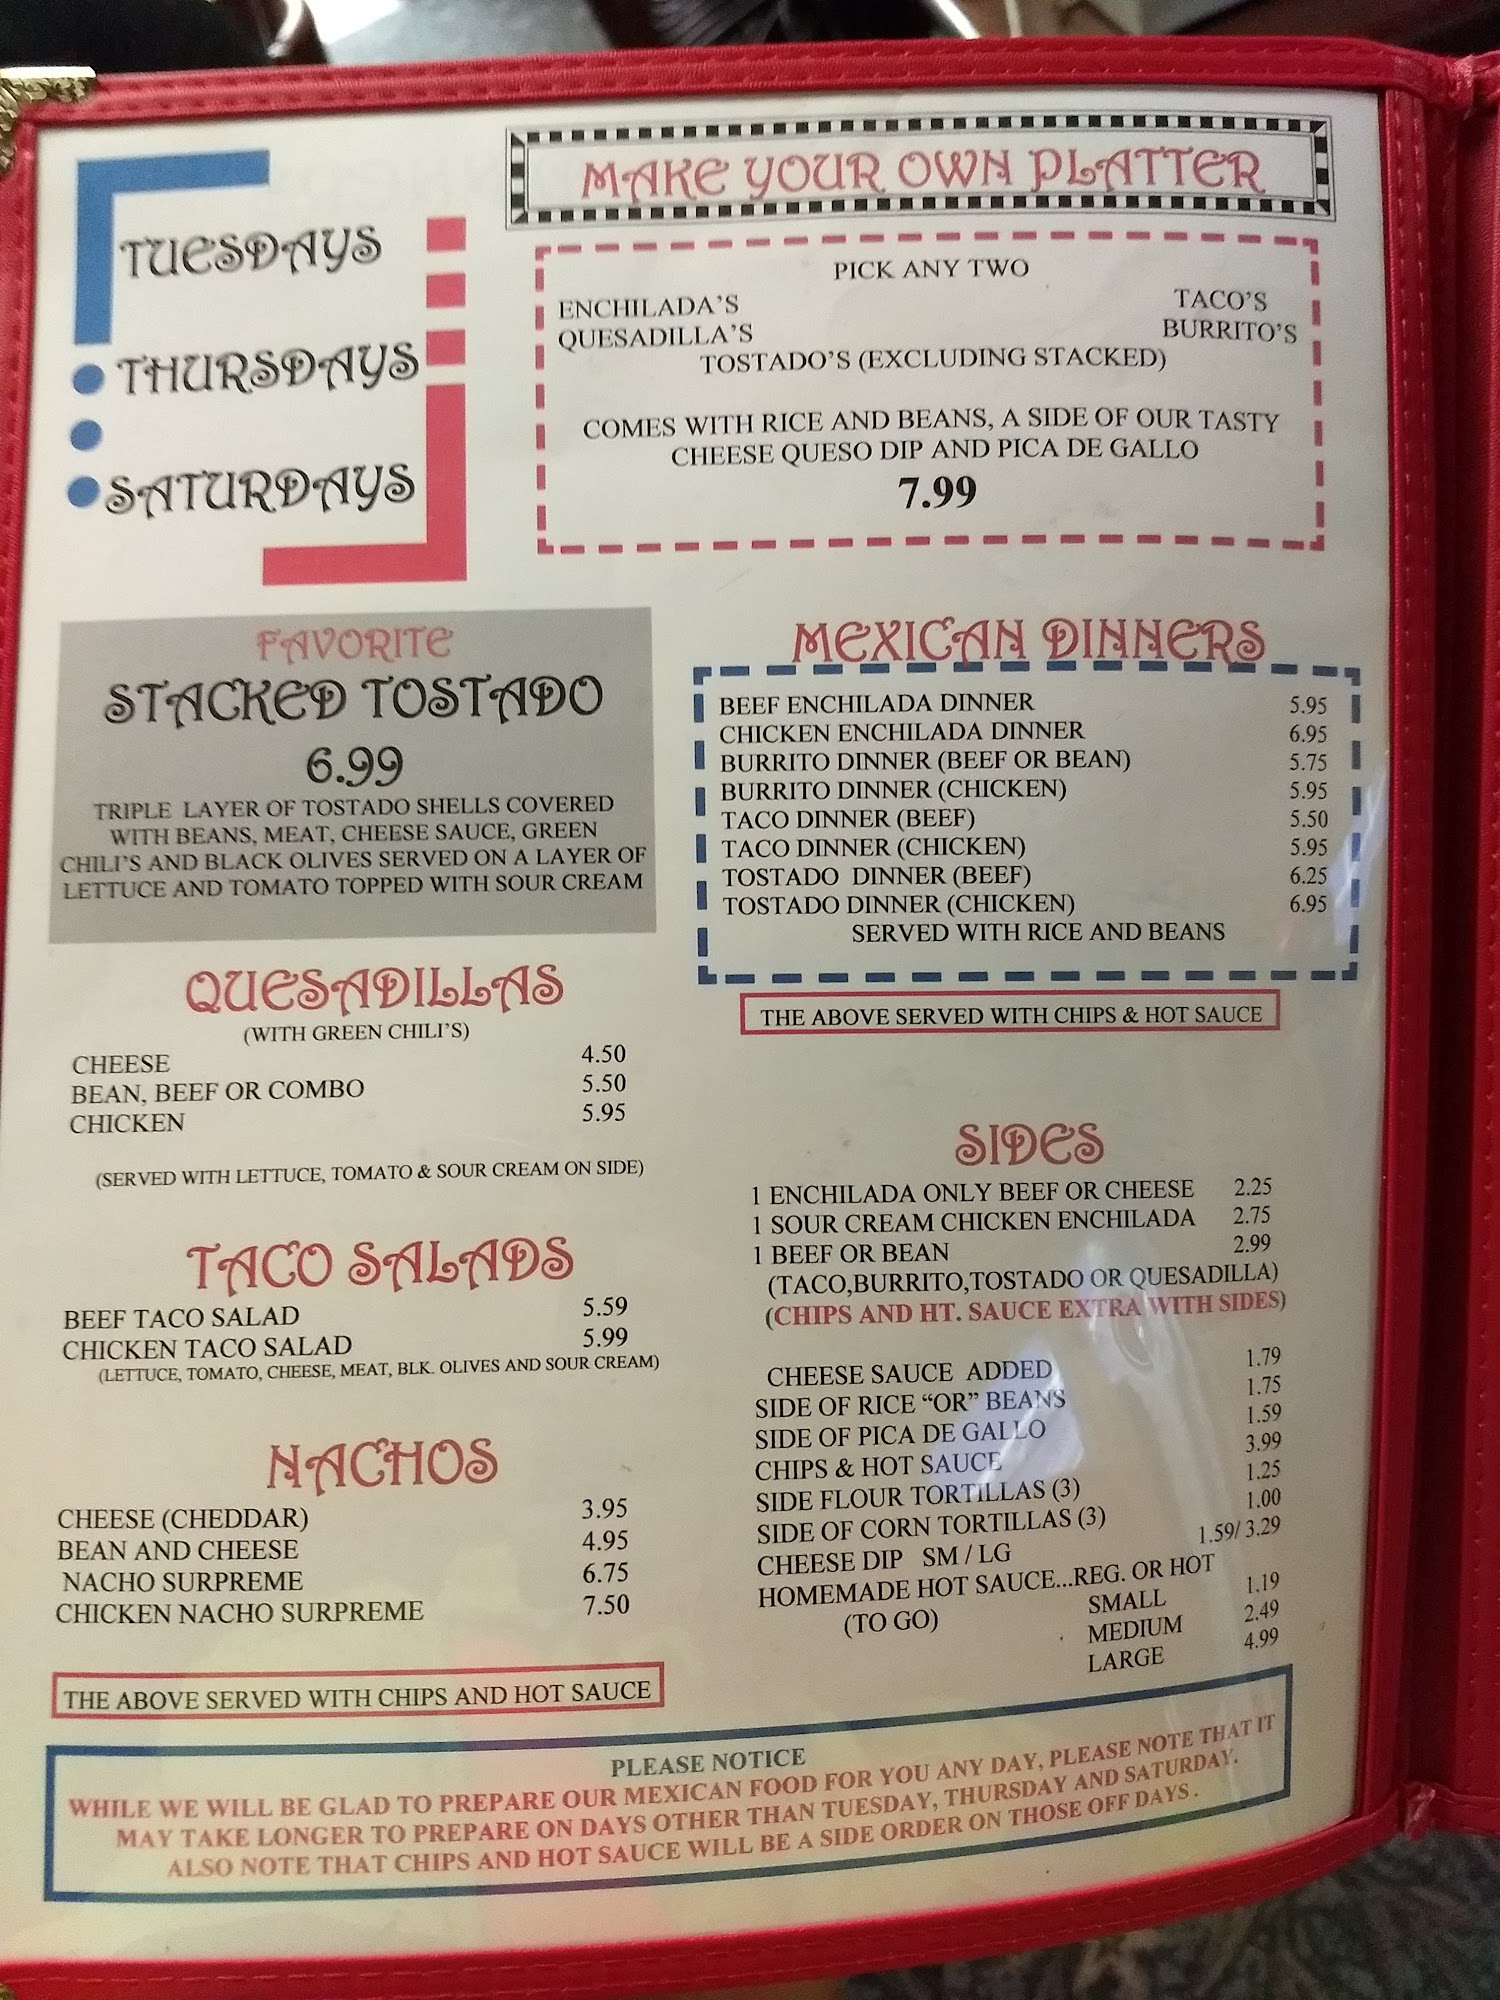 TUESDAYS
THURSDAYS
SATURDAYS
MAKE YOUR OWN PLATTER
PICK ANY TWO
ENCHILADA'S TACO'S
QUESADILLA'S BURRITO'S
TOSTADO'S (EXCLUDING STACKED)
COMES WITH RICE AND BEANS, A SIDE OF OUR TASTY
CHEESE QUESO DIP AND PICA DE GALLO
7.99
FAVORITE
STACKED TOSTADO
6.99
TRIPLE LAYER OF TOSTADO SHELLS COVERED
WITH BEANS, MEAT, CHEESE SAUCE, GREEN
CHILI'S AND BLACK OLIVES SERVED ON A LAYER OF
LETTUCE AND TOMATO TOPPED WITH SOUR CREAM
QUESADILLAS
(WITH GREEN CHILI'S)
CHEESE 4.50
BEAN, BEEF OR COMBO 5.50
CHICKEN 5.95
(SERVED WITH LETTUCE, TOMATO & SOUR CREAM ON SIDE)
TACO SALADS
BEEF TACO SALAD 5.59
CHICKEN TACO SALAD 5.99
(LETTUCE, TOMATO, CHEESE, MEAT, BLK. OLIVES AND SOUR CREAM)
NACHOS
CHEESE (CHEDDAR) 3.95
BEAN AND CHEESE 4.95
NACHO SURPREME 6.75
CHICKEN NACHO SURPREME 7.50
THE ABOVE SERVED WITH CHIPS AND HOT SAUCE
MEXICAN DINNERS
BEEF ENCHILADA DINNER 5.95
CHICKEN ENCHILADA DINNER 6.95
BURRITO DINNER (BEEF OR BEAN) 5.75
BURRITO DINNER (CHICKEN) 5.95
TACO DINNER (BEEF) 5.50
TACO DINNER (CHICKEN) 5.95
TOSTADO DINNER (BEEF) 6.25
TOSTADO DINNER (CHICKEN) 6.95
SERVED WITH RICE AND BEANS
THE ABOVE SERVED WITH CHIPS & HOT SAUCE
SIDES
1 ENCHILADA ONLY BEEF OR CHEESE 2.25
1 SOUR CREAM CHICKEN ENCHILADA 2.75
1 BEEF OR BEAN 2.99
(TACO,BURRITO,TOSTADO OR QUESADILLA)
(CHIPS AND HT. SAUCE EXTRA WITH SIDES)
CHEESE SAUCE ADDED 1.79
SIDE OF RICE "OR" BEANS 1.75
SIDE OF PICA DE GALLO 1.59
CHIPS & HOT SAUCE 3.99
SIDE FLOUR TORTILLAS (3) 1.25
SIDE OF CORN TORTILLAS (3) 1.00
CHEESE DIP SM / LG 1.59/ 3.29
HOMEMADE HOT SAUCE...REG. OR HOT
(TO GO) SMALL 1.19
MEDIUM 2.49
LARGE 4.99
PLEASE NOTICE
WHILE WE WILL BE GLAD TO PREPARE OUR MEXICAN FOOD FOR YOU ANY DAY, PLEASE NOTE THAT IT
MAY TAKE LONGER TO PREPARE ON DAYS OTHER THAN TUESDAY, THURSDAY AND SATURDAY.
ALSO NOTE THAT CHIPS AND HOT SAUCE WILL BE A SIDE ORDER ON THOSE OFF DAYS.